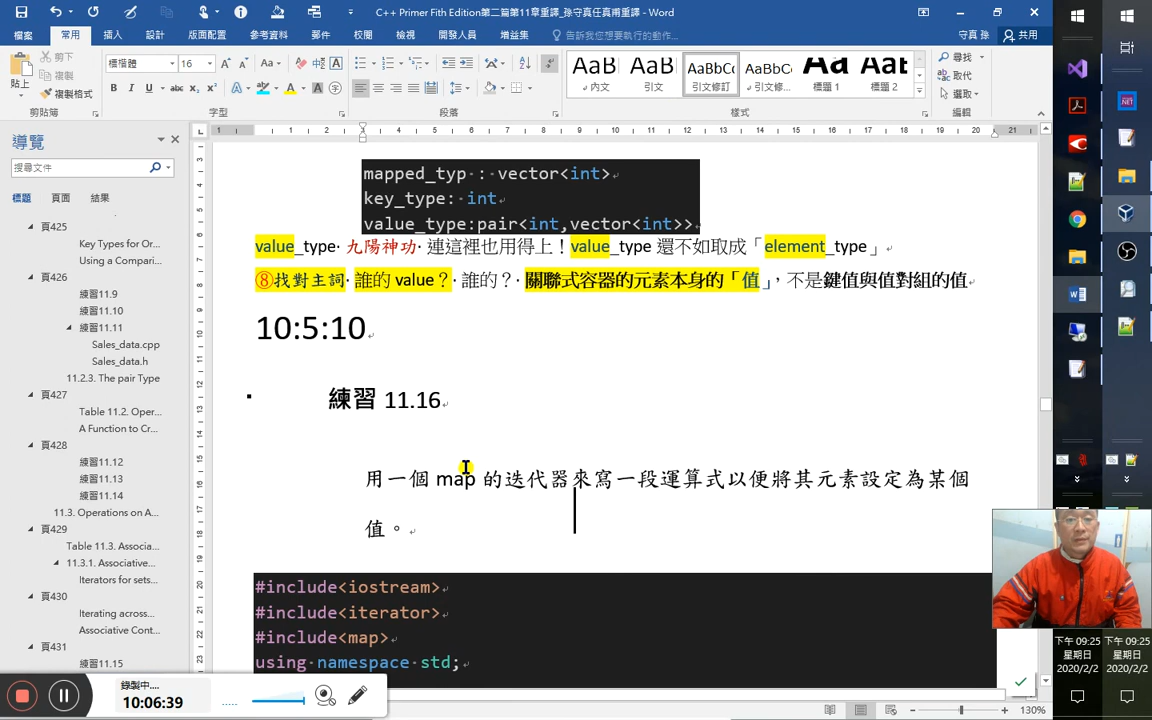 C++ Primer Fith Edition第二篇第11章重譯_孫守真任真甫重譯 - Word
檔案 常用 插入 設計 版面配置 參考資料 郵件 校閱 檢視 開發人員 增益集 告訴我您想要執行的動作... 守真 孫 共用
貼上 剪下 複製 複製格式
標楷體 16
AaB AaB AaBbCc AaBbC AaB AaBt
內文 引文 引文修訂 引文修... 標題 1 標題 2
尋找 取代 選取
剪貼簿 字型 段落 樣式 編輯
導覽
搜尋文件
標題 頁面 結果
頁425
Key Types for Or...
Using a Compari...
頁426
練習11.9
練習11.10
練習11.11
Sales_data.cpp
Sales_data.h
11.2.3. The pair Type
頁427
Table 11.2. Oper...
A Function to Cr...
頁428
練習11.12
練習11.13
練習11.14
11.3. Operations on A...
頁429
Table 11.3. Associa...
11.3.1. Associative...
Iterators for sets...
頁430
Iterating across...
Associative Cont...
頁431
練習11.15
mapped_typ : vector<int>
key_type: int
value_type:pair<int,vector<int>>
value_type 九陽神功 連這裡也用得上！value_type 還不如取成「element_type」
⑧找對主詞 誰的 value？誰的？ 關聯式容器的元素本身的「值」，不是鍵值與值對組的值
10:5:10
練習 11.16
用一個 map 的迭代器來寫一段運算式以便將其元素設定為某個
值。
#include<iostream>
#include<iterator>
#include<map>
using namespace std;
錄製中....
10:06:39
130%
下午 09:25
星期日
2020/2/2
下午 09:25
星期日
2020/2/2